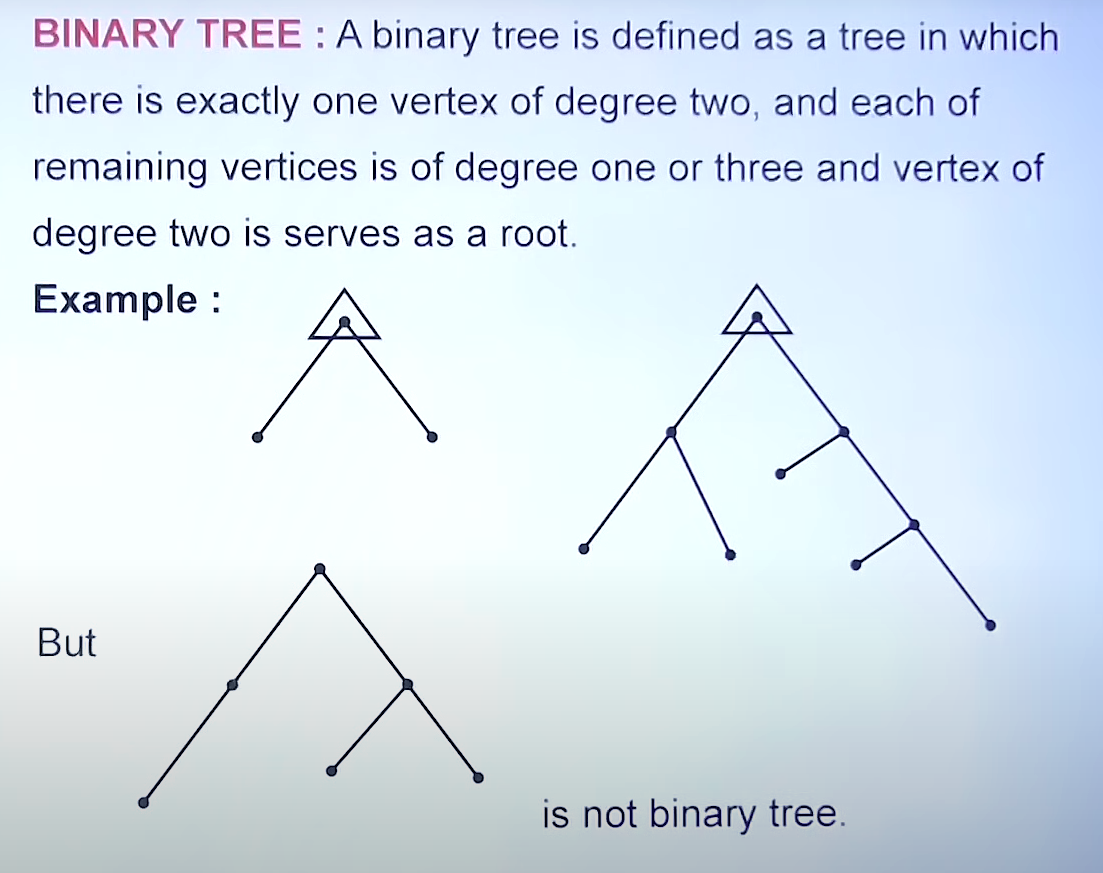 BINARY TREE : A binary tree is defined as a tree in which
there is exactly one vertex of degree two, and each of
remaining vertices is of degree one or three and vertex of
degree two is serves as a root.
Example :
But
is not binary tree.